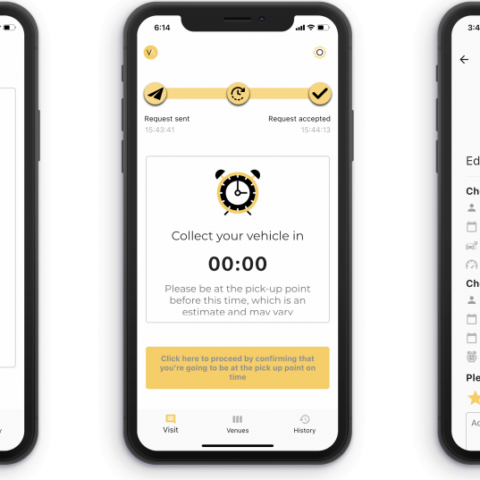 6:14
V
Request sent
Request accepted
15:43:41
15:44:13
Collect your vehicle in
00:00
Please be at the pick-up point
before this time, which is an
estimate and may vary
Click here to proceed by confirming that
you're going to be at the pick up point on
time
Visit
Venues
History
3:4
Ed
Ch
Ch
Ple
Ad